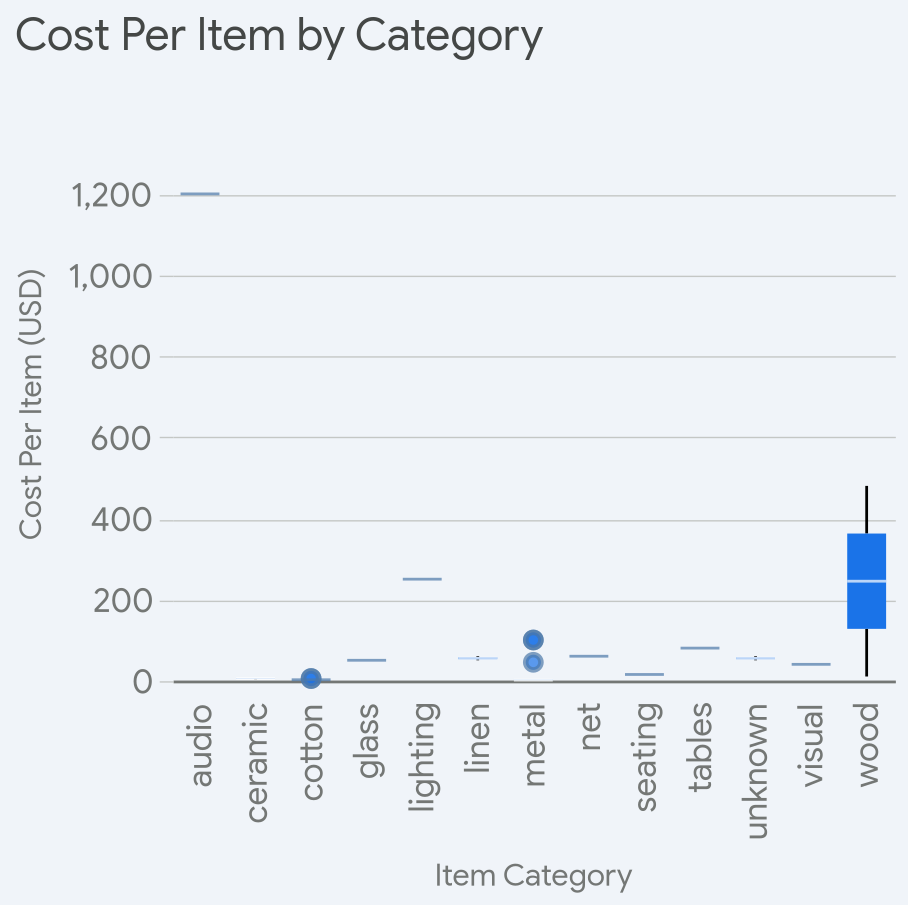 Cost Per Item by Category
Cost Per Item (USD)
1,200
1,000
800
600
400
200
0
audio
ceramic
cotton
glass
lighting
linen
metal
net
seating
tables
unknown
visual
wood
Item Category